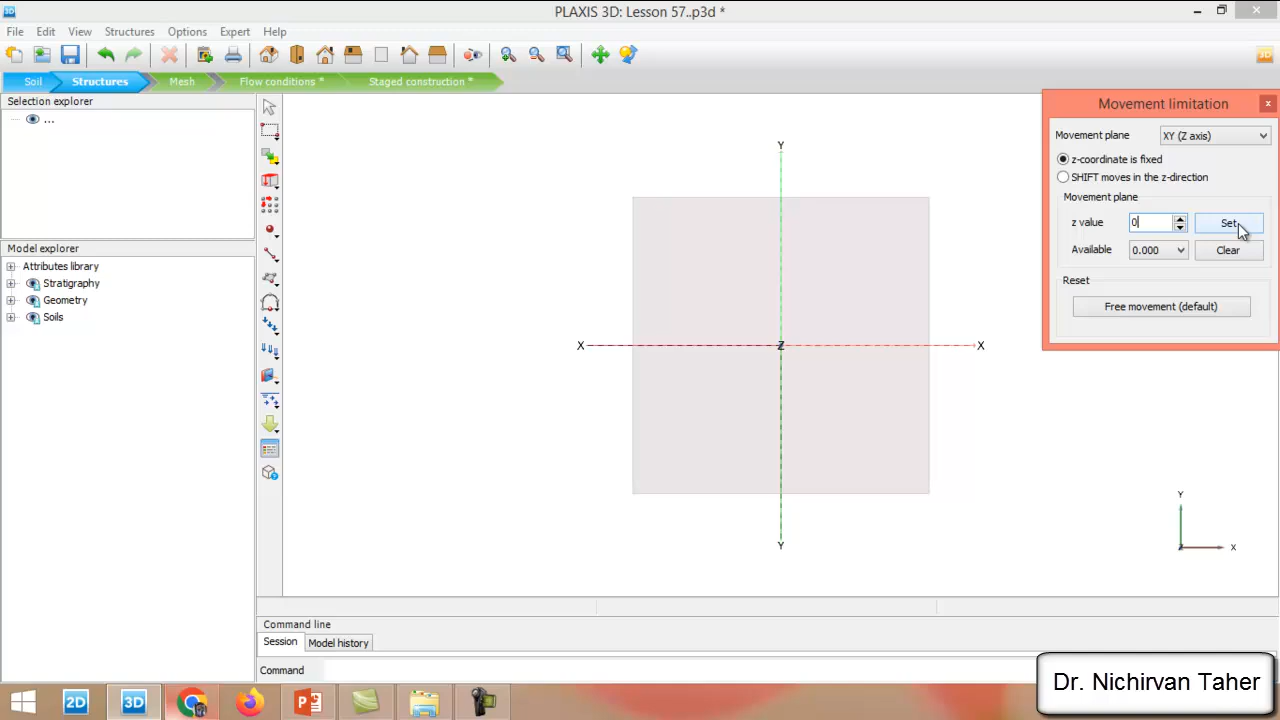 PLAXIS 3D: Lesson 57..p3d *
File Edit View Structures Options Expert Help
3D
Soil Structures Mesh Flow conditions * Staged construction *
Selection explorer
...
Model explorer
Attributes library
Stratigraphy
Geometry
Soils
Y
X Z X
Y
Movement limitation
Movement plane XY (Z axis)
z-coordinate is fixed
SHIFT moves in the z-direction
Movement plane
z value 0 Set
Available 0.000 Clear
Reset
Free movement (default)
Y
Z X
Command line
Session Model history
Command
2D 3D
Dr. Nichirvan Taher